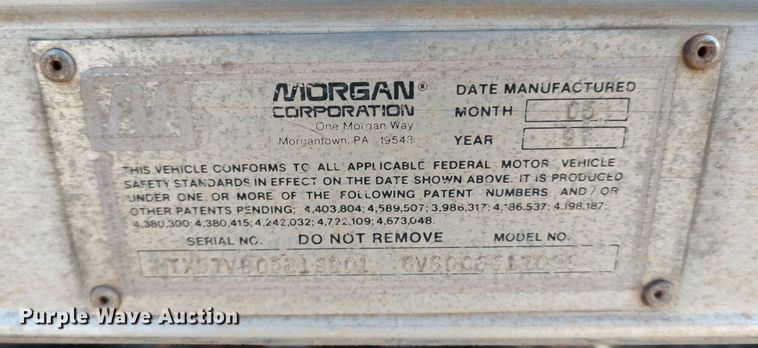 MORGAN®
CORPORATION
One Morgan Way
Morgantown, PA 19543
DATE MANUFACTURED
MONTH 05
YEAR
THIS VEHICLE CONFORMS TO ALL APPLICABLE FEDERAL MOTOR VEHICLE
SAFETY STANDARDS IN EFFECT ON THE DATE SHOWN ABOVE. IT IS PRODUCED
UNDER ONE OR MORE OF THE FOLLOWING PATENT NUMBERS AND/OR
OTHER PATENTS PENDING: 4,403,804; 4,589,507; 3,986,317; 4,186,537; 4,198,187;
4,380,300; 4,380,415; 4,242,032; 4,722,109; 4,673,048.
SERIAL NO. DO NOT REMOVE MODEL NO.
Purple Wave Auction